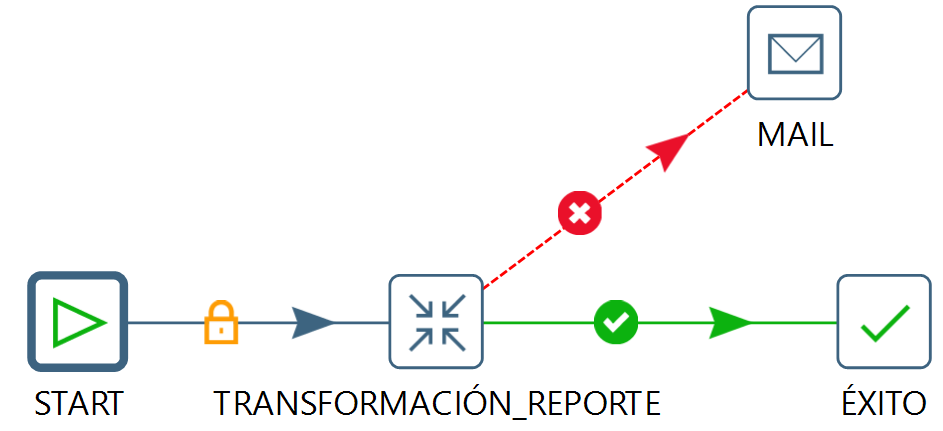 MAIL
START
TRANSFORMACIÓN_REPORTE
ÉXITO